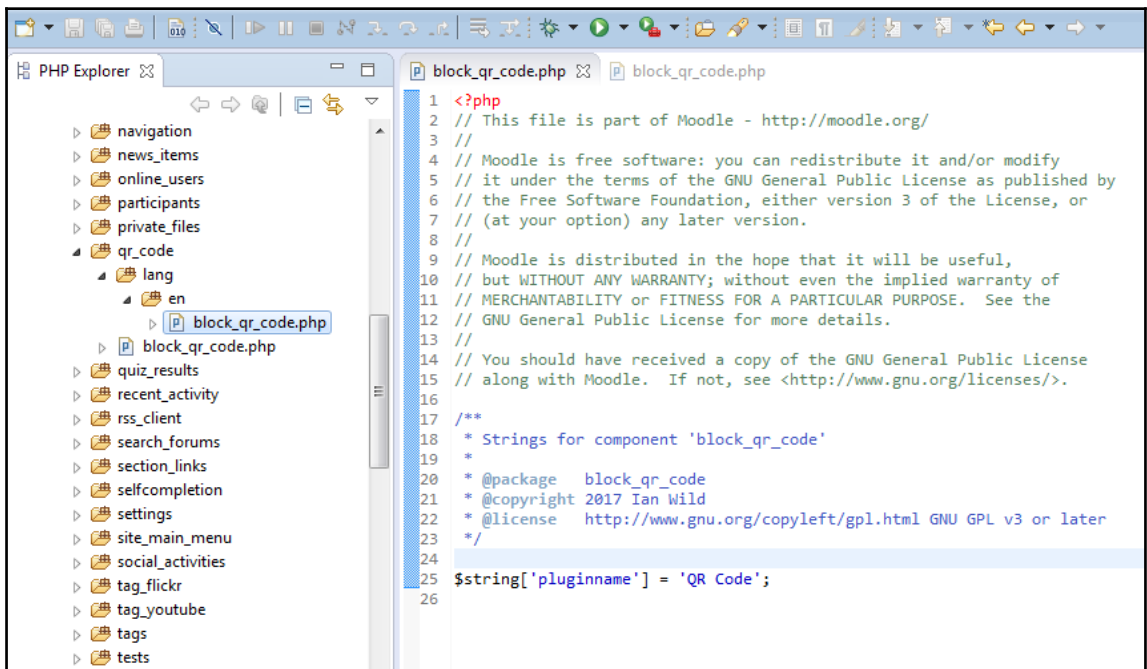 PHP Explorer
navigation
news_items
online_users
participants
private_files
qr_code
lang
en
block_qr_code.php
block_qr_code.php
quiz_results
recent_activity
rss_client
search_forums
section_links
selfcompletion
settings
site_main_menu
social_activities
tag_flickr
tag_youtube
tags
tests
block_qr_code.php block_qr_code.php
1 <?php
2 // This file is part of Moodle - http://moodle.org/
3 //
4 // Moodle is free software: you can redistribute it and/or modify
5 // it under the terms of the GNU General Public License as published by
6 // the Free Software Foundation, either version 3 of the License, or
7 // (at your option) any later version.
8 //
9 // Moodle is distributed in the hope that it will be useful,
10 // but WITHOUT ANY WARRANTY; without even the implied warranty of
11 // MERCHANTABILITY or FITNESS FOR A PARTICULAR PURPOSE.  See the
12 // GNU General Public License for more details.
13 //
14 // You should have received a copy of the GNU General Public License
15 // along with Moodle.  If not, see <http://www.gnu.org/licenses/>.
16
17 /**
18  * Strings for component 'block_qr_code'
19  *
20  * @package   block_qr_code
21  * @copyright 2017 Ian Wild
22  * @license   http://www.gnu.org/copyleft/gpl.html GNU GPL v3 or later
23  */
24
25 $string['pluginname'] = 'QR Code';
26